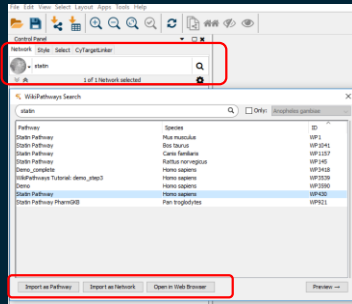 File Edit View Select Layout Apps Tools Help
Control Panel
Network Style Select CyTargetLinker
statin
1 of 1 Network selected
WikiPathways Search
statin Only: Anopheles gambiae
Pathway Species ID
Statin Pathway Mus musculus WP1
Statin Pathway Bos taurus WP1041
Statin Pathway Canis familiaris WP1157
Statin Pathway Rattus norvegicus WP145
Demo_complete Homo sapiens WP3418
WikiPathways Tutorial: demo_step3 Homo sapiens WP3539
Demo Homo sapiens WP3590
Statin Pathway Homo sapiens WP430
Statin Pathway PharmGKB Pan troglodytes WP921
Import as Pathway Import as Network Open in Web Browser Preview →